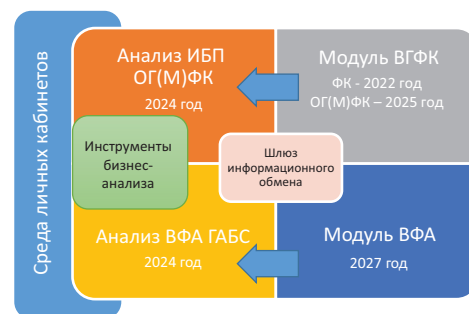 Среда личных кабинетов
Анализ ИБП
ОГ(М)ФК
2024 год
Модуль ВГФК
ФК - 2022 год
ОГ(М)ФК – 2025 год
Инструменты
бизнес-
анализа
Шлюз
информационного
обмена
Анализ ВФА ГАБС
2024 год
Модуль ВФА
2027 год